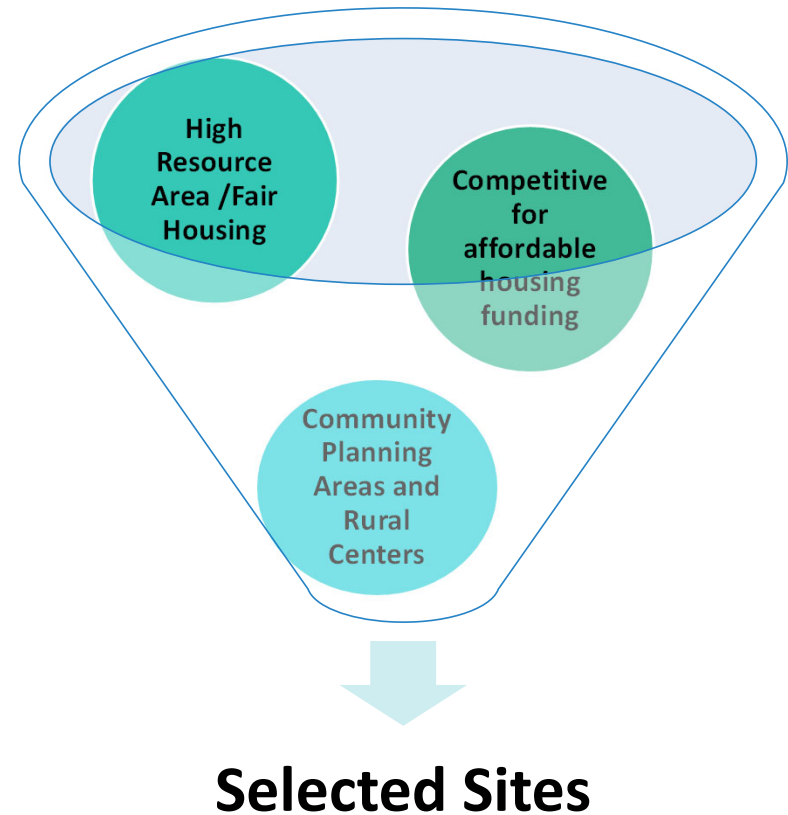 High
Resource
Area /Fair
Housing
Competitive
for
affordable
housing
funding
Community
Planning
Areas and
Rural
Centers
Selected Sites